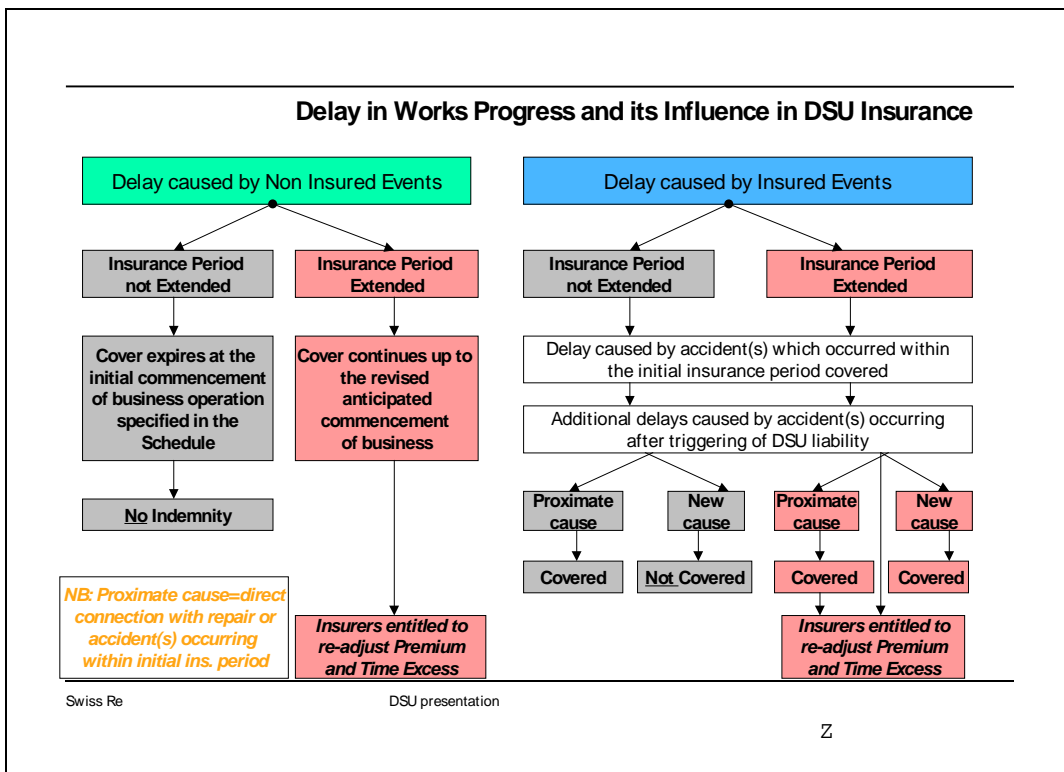 Delay in Works Progress and its Influence in DSU Insurance
Delay caused by Non Insured Events
Insurance Period
not Extended
Insurance Period
Extended
Cover expires at the
initial commencement
of business operation
specified in the
Schedule
Cover continues up to
the revised
anticipated
commencement
of business
No Indemnity
NB: Proximate cause=direct
connection with repair or
accident(s) occurring
within initial ins. period
Insurers entitled to
re-adjust Premium
and Time Excess
Delay caused by Insured Events
Insurance Period
not Extended
Insurance Period
Extended
Delay caused by accident(s) which occurred within
the initial insurance period covered
Additional delays caused by accident(s) occurring
after triggering of DSU liability
Proximate
cause
New
cause
Proximate
cause
New
cause
Covered
Not Covered
Covered
Covered
Insurers entitled to
re-adjust Premium
and Time Excess
Swiss Re
DSU presentation
Z